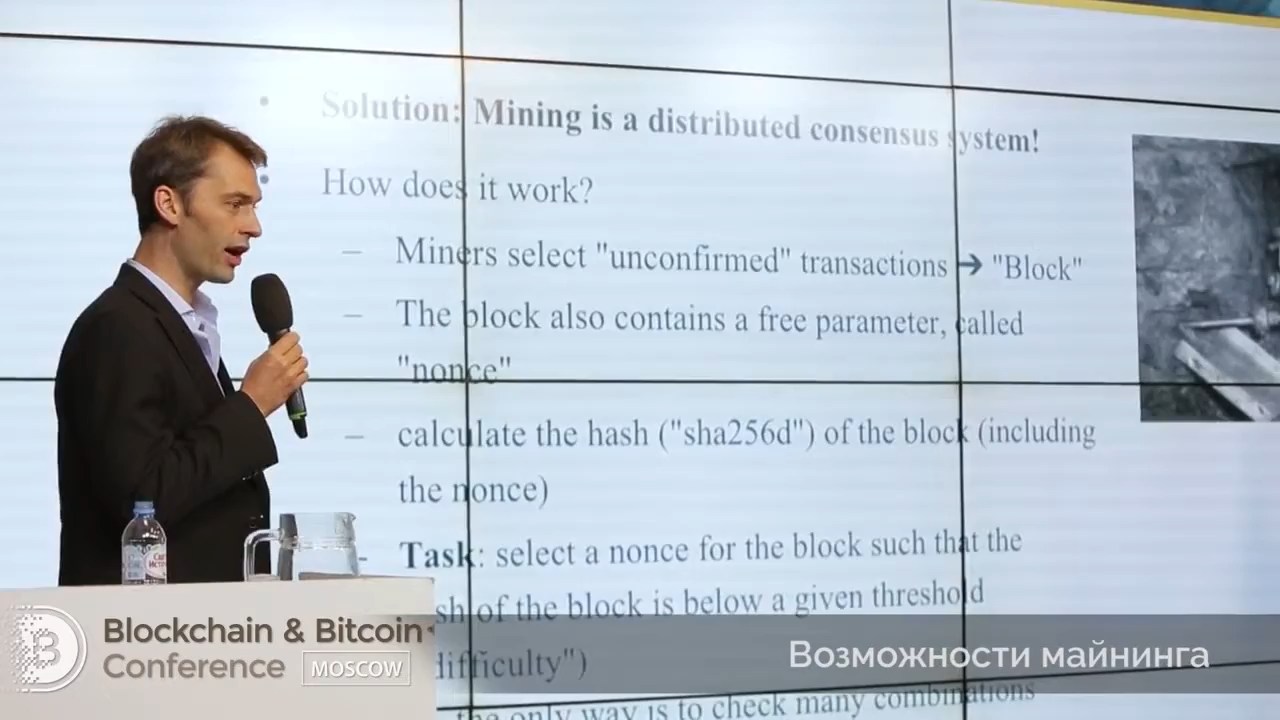 Solution: Mining is a distributed consensus system!
How does it work?
Miners select "unconfirmed" transactions → "Block"
The block also contains a free parameter, called
"nonce"
calculate the hash ("sha256d") of the block (including
the nonce)
Task: select a nonce for the block such that the
sh of the block is below a given threshold
difficulty")
the only way is to check many combinations
Blockchain & Bitcoin
Conference MOSCOW
Возможности майнинга